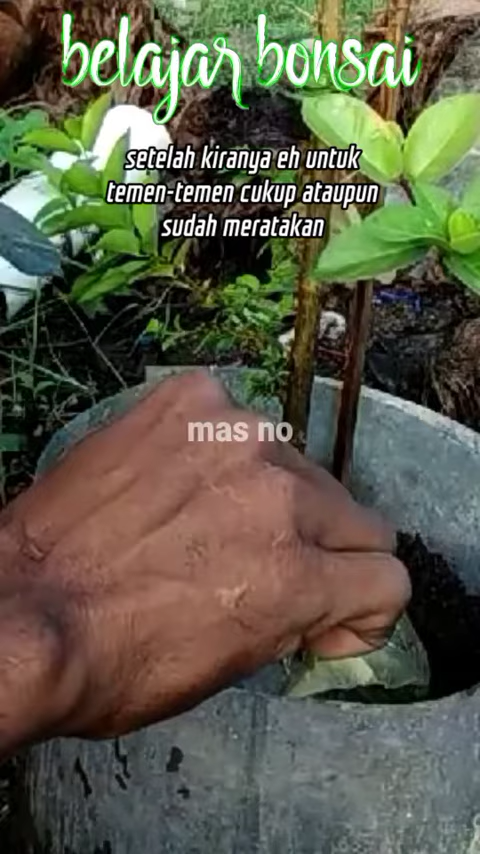 belajar bonsai
setelah kiranya eh untuk
temen-temen cukup ataupun
sudah meratakan
mas no